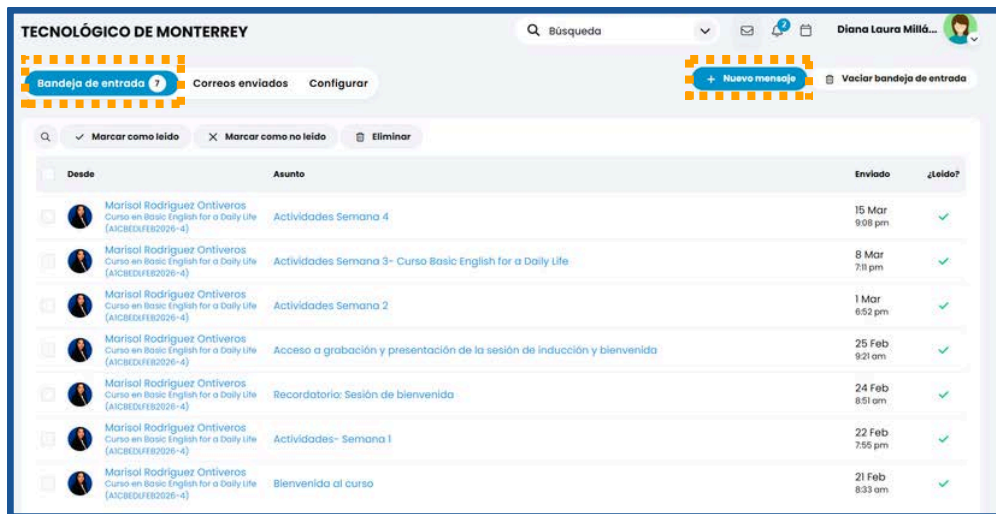 TECNOLÓGICO DE MONTERREY
Búsqueda
2
Diana Laura Millá...
Bandeja de entrada 7
Correos enviados
Configurar
+ Nuevo mensaje
Vaciar bandeja de entrada
Marcar como leído
Marcar como no leído
Eliminar
Desde Asunto Enviado ¿Leído?
Marisol Rodríguez Ontiveros
Curso en Basic English for a Daily Life
(A1CBEDLFEB2026-4)
Actividades Semana 4
15 Mar
9:08 pm
Marisol Rodríguez Ontiveros
Curso en Basic English for a Daily Life
(A1CBEDLFEB2026-4)
Actividades Semana 3- Curso Basic English for a Daily Life
8 Mar
7:11 pm
Marisol Rodríguez Ontiveros
Curso en Basic English for a Daily Life
(A1CBEDLFEB2026-4)
Actividades Semana 2
1 Mar
6:52 pm
Marisol Rodríguez Ontiveros
Curso en Basic English for a Daily Life
(A1CBEDLFEB2026-4)
Acceso a grabación y presentación de la sesión de inducción y bienvenida
25 Feb
9:21 am
Marisol Rodríguez Ontiveros
Curso en Basic English for a Daily Life
(A1CBEDLFEB2026-4)
Recordatorio: Sesión de bienvenida
24 Feb
8:51 am
Marisol Rodríguez Ontiveros
Curso en Basic English for a Daily Life
(A1CBEDLFEB2026-4)
Actividades- Semana 1
22 Feb
7:55 pm
Marisol Rodríguez Ontiveros
Curso en Basic English for a Daily Life
(A1CBEDLFEB2026-4)
Bienvenida al curso
21 Feb
8:33 am